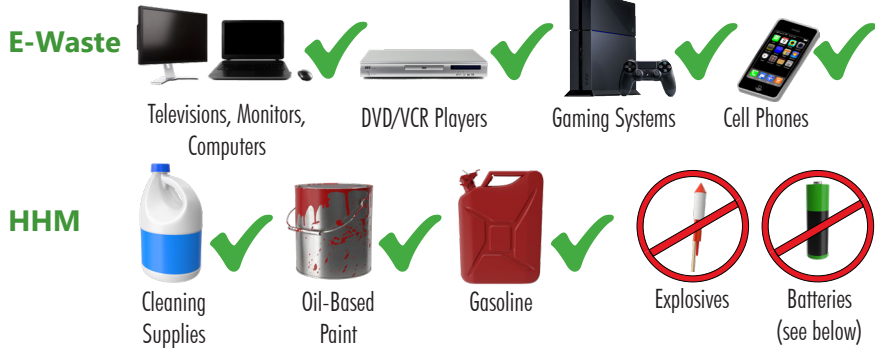 E-Waste
Televisions, Monitors,
Computers
DVD/VCR Players
Gaming Systems
Cell Phones
HHM
Cleaning
Supplies
Oil-Based
Paint
Gasoline
Explosives
Batteries
(see below)